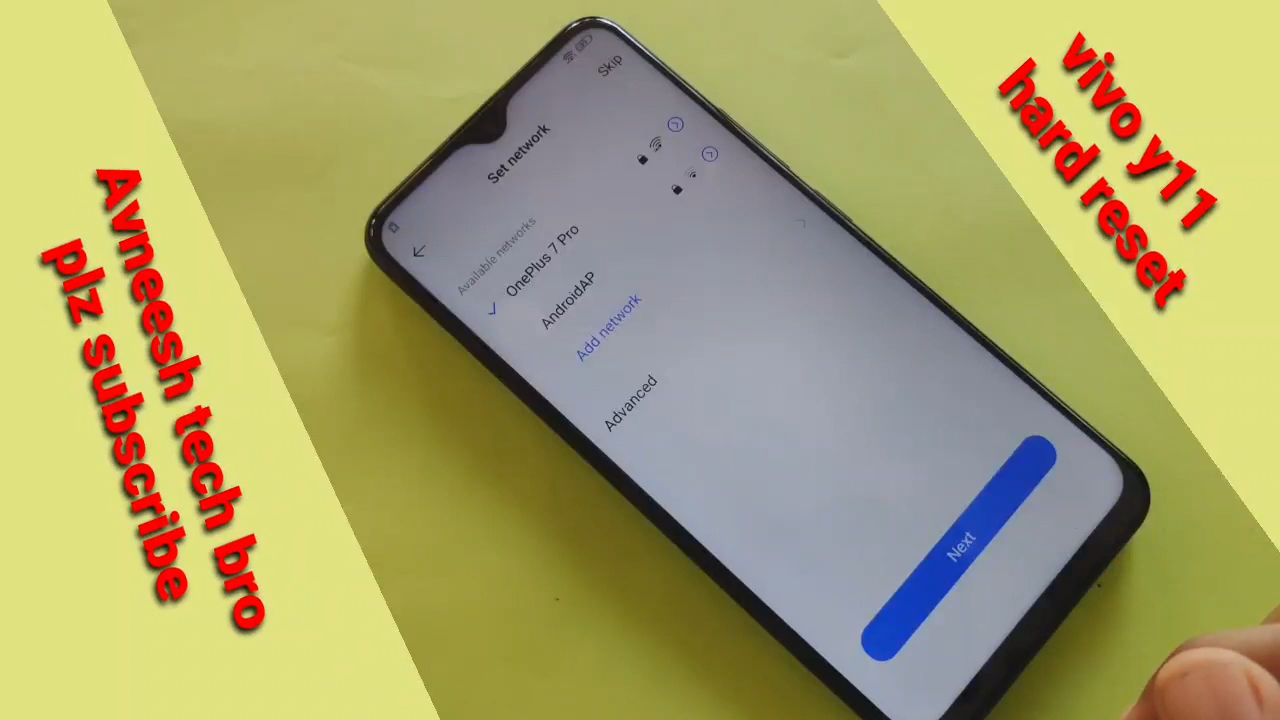 Avneesh tech bro
plz subscribe
Skip
Set network
Available networks
OnePlus 7 Pro
AndroidAP
Add network
Advanced
Next
vivo y11
hard reset